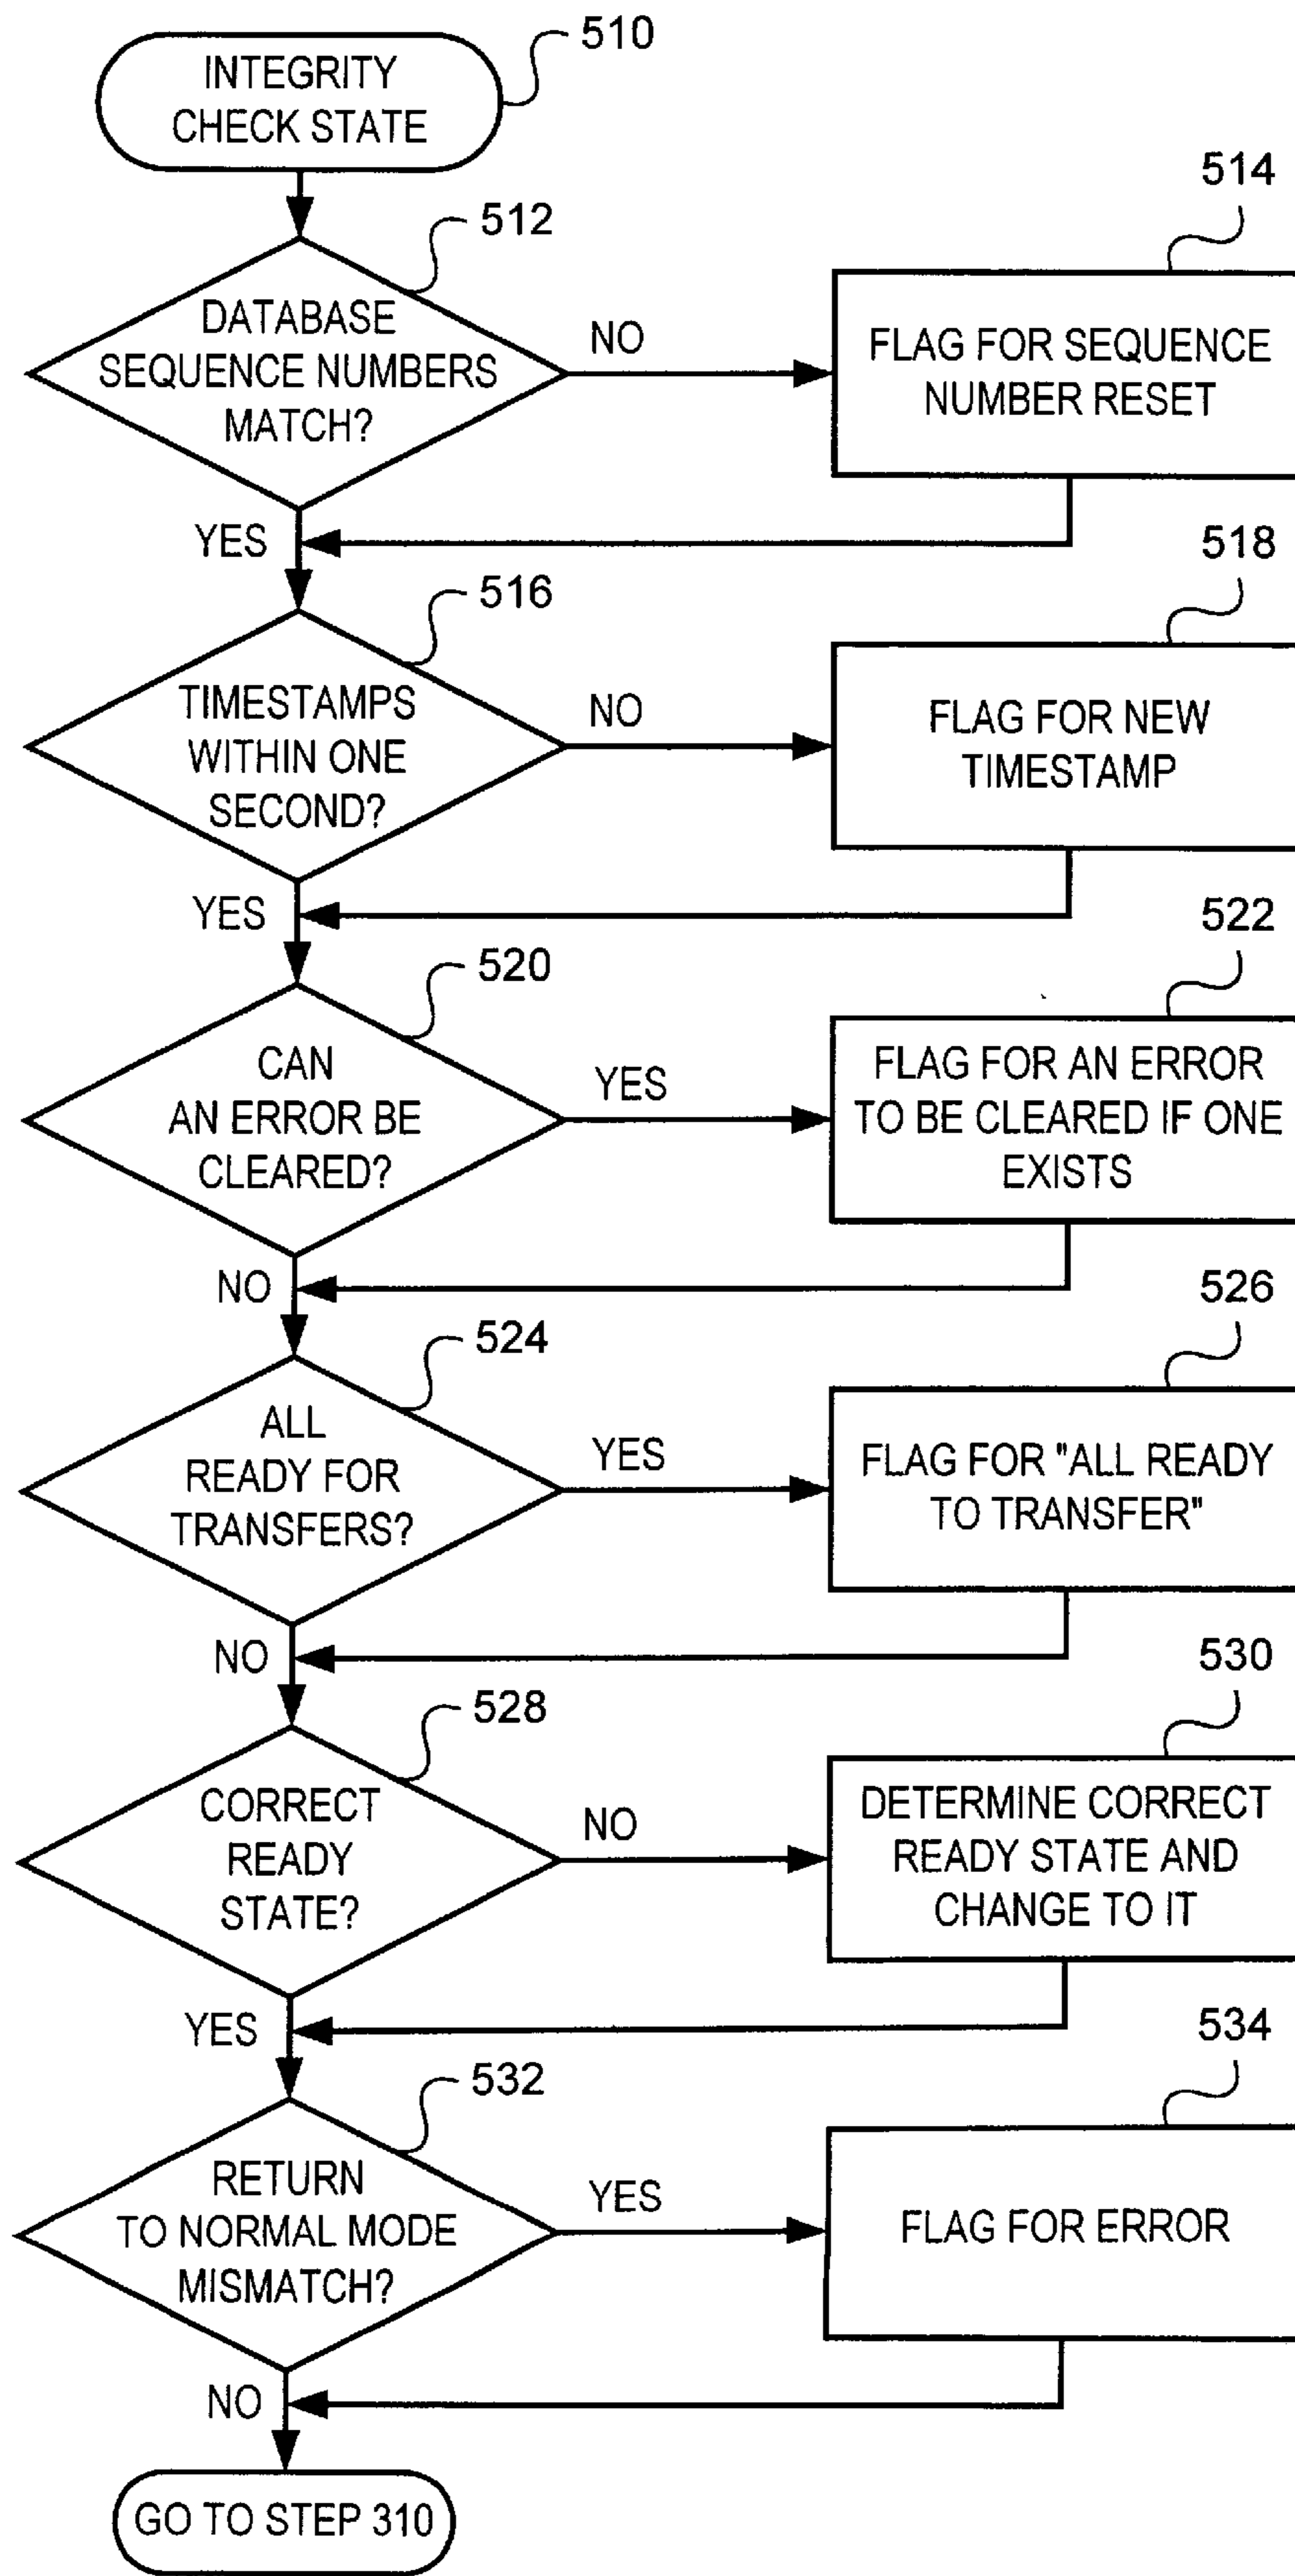 INTEGRITY
CHECK STATE
510
DATABASE
SEQUENCE NUMBERS
MATCH?
512
NO
FLAG FOR SEQUENCE
NUMBER RESET
514
YES
TIMESTAMPS
WITHIN ONE
SECOND?
516
NO
FLAG FOR NEW
TIMESTAMP
518
YES
CAN
AN ERROR BE
CLEARED?
520
YES
FLAG FOR AN ERROR
TO BE CLEARED IF ONE
EXISTS
522
NO
ALL
READY FOR
TRANSFERS?
524
YES
FLAG FOR "ALL READY
TO TRANSFER"
526
NO
CORRECT
READY
STATE?
528
NO
DETERMINE CORRECT
READY STATE AND
CHANGE TO IT
530
YES
RETURN
TO NORMAL MODE
MISMATCH?
532
YES
FLAG FOR ERROR
534
NO
GO TO STEP 310